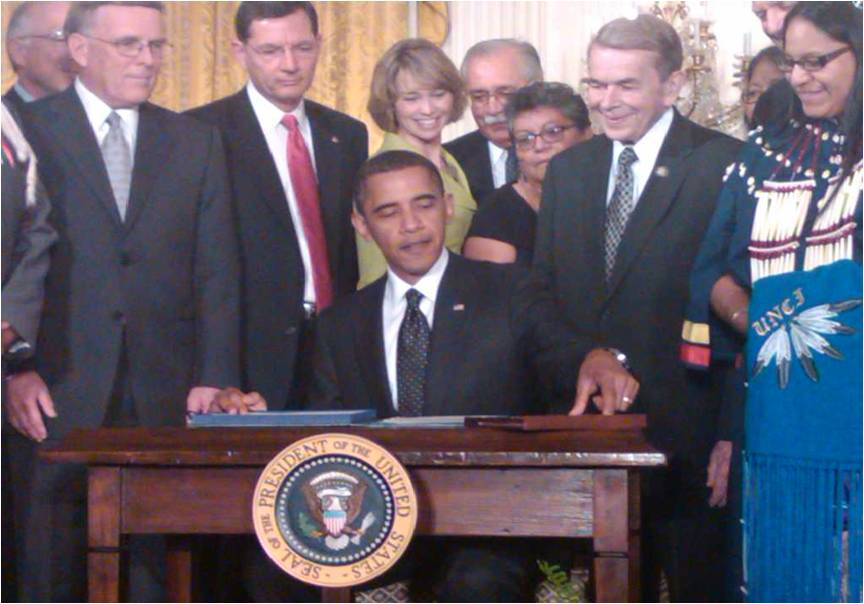 SEAL OF THE PRESIDENT OF THE UNITED STATES
UNCJ